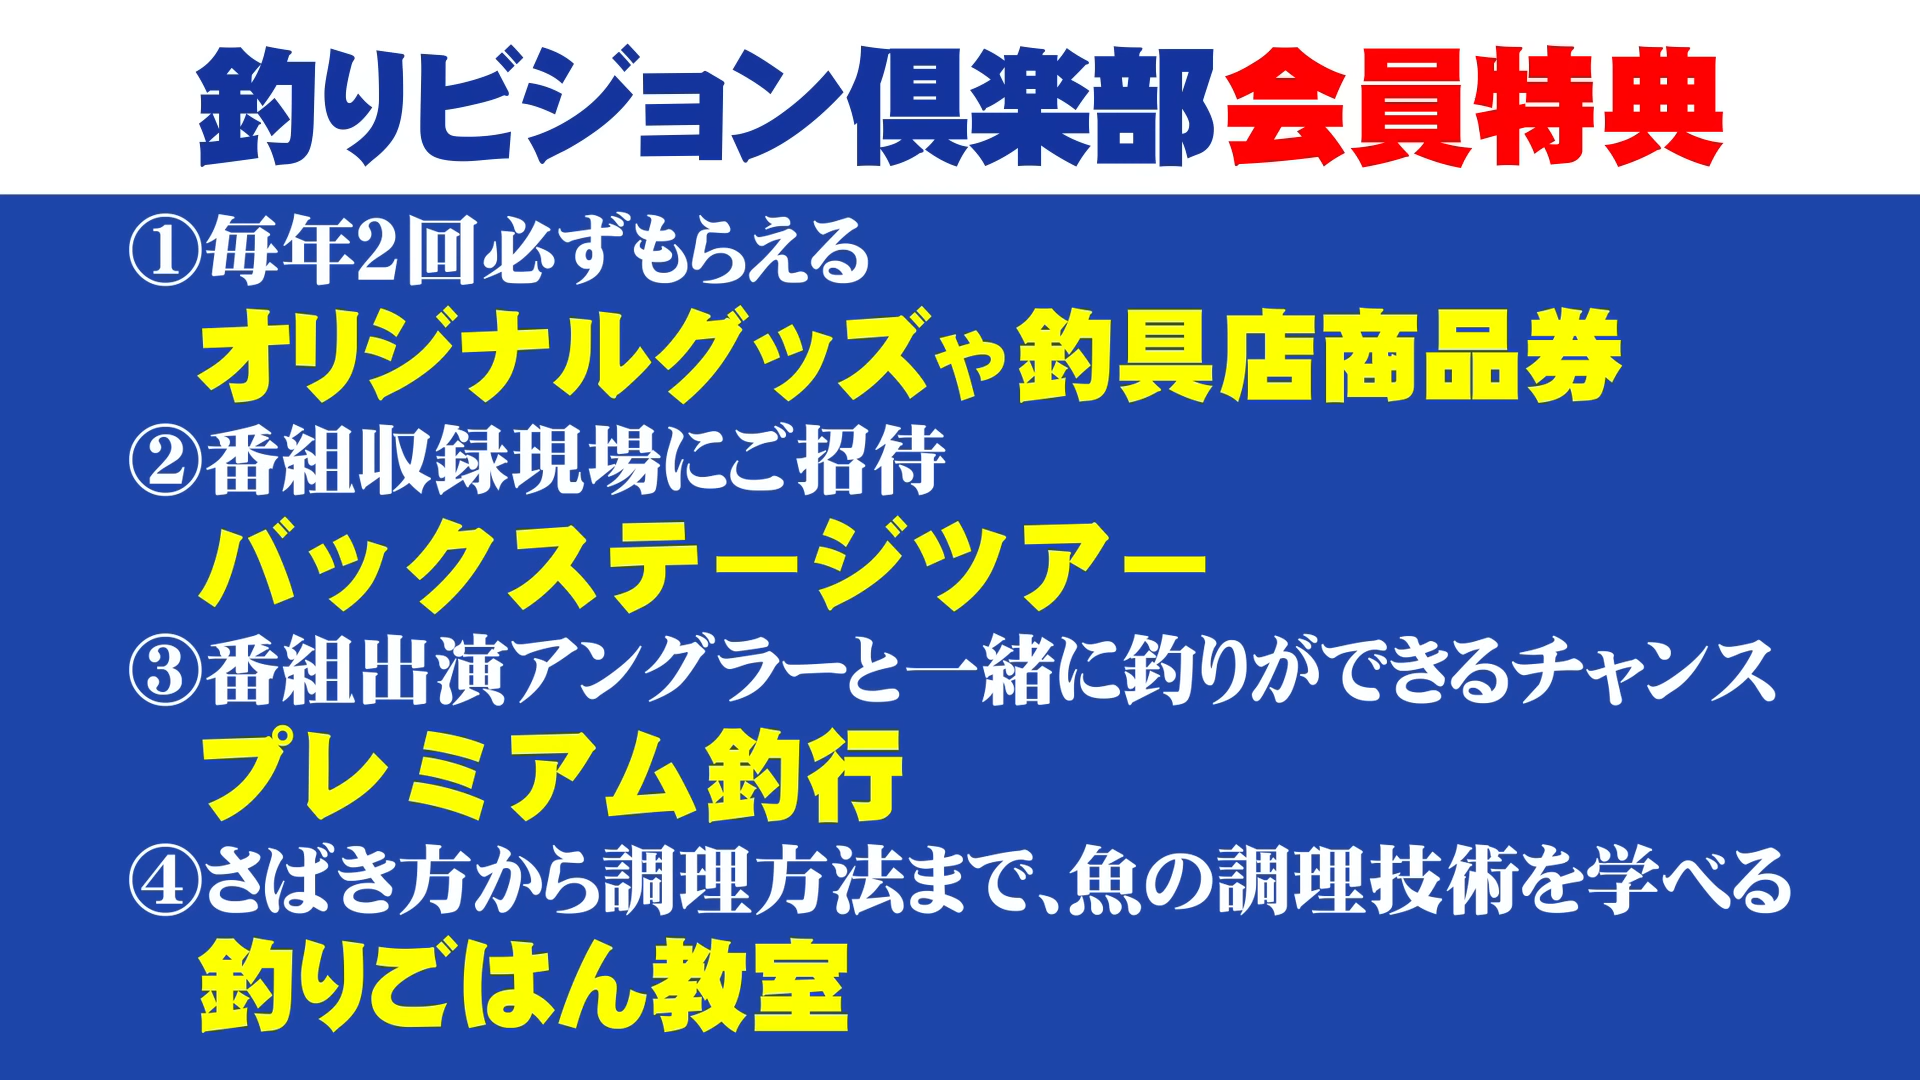 釣りビジョン倶楽部会員特典
①毎年2回必ずもらえる
オリジナルグッズや釣具店商品券
②番組収録現場にご招待
バックステージツアー
③番組出演アングラーと一緒に釣りができるチャンス
プレミアム釣行
④さばき方から調理方法まで、魚の調理技術を学べる
釣りごはん教室